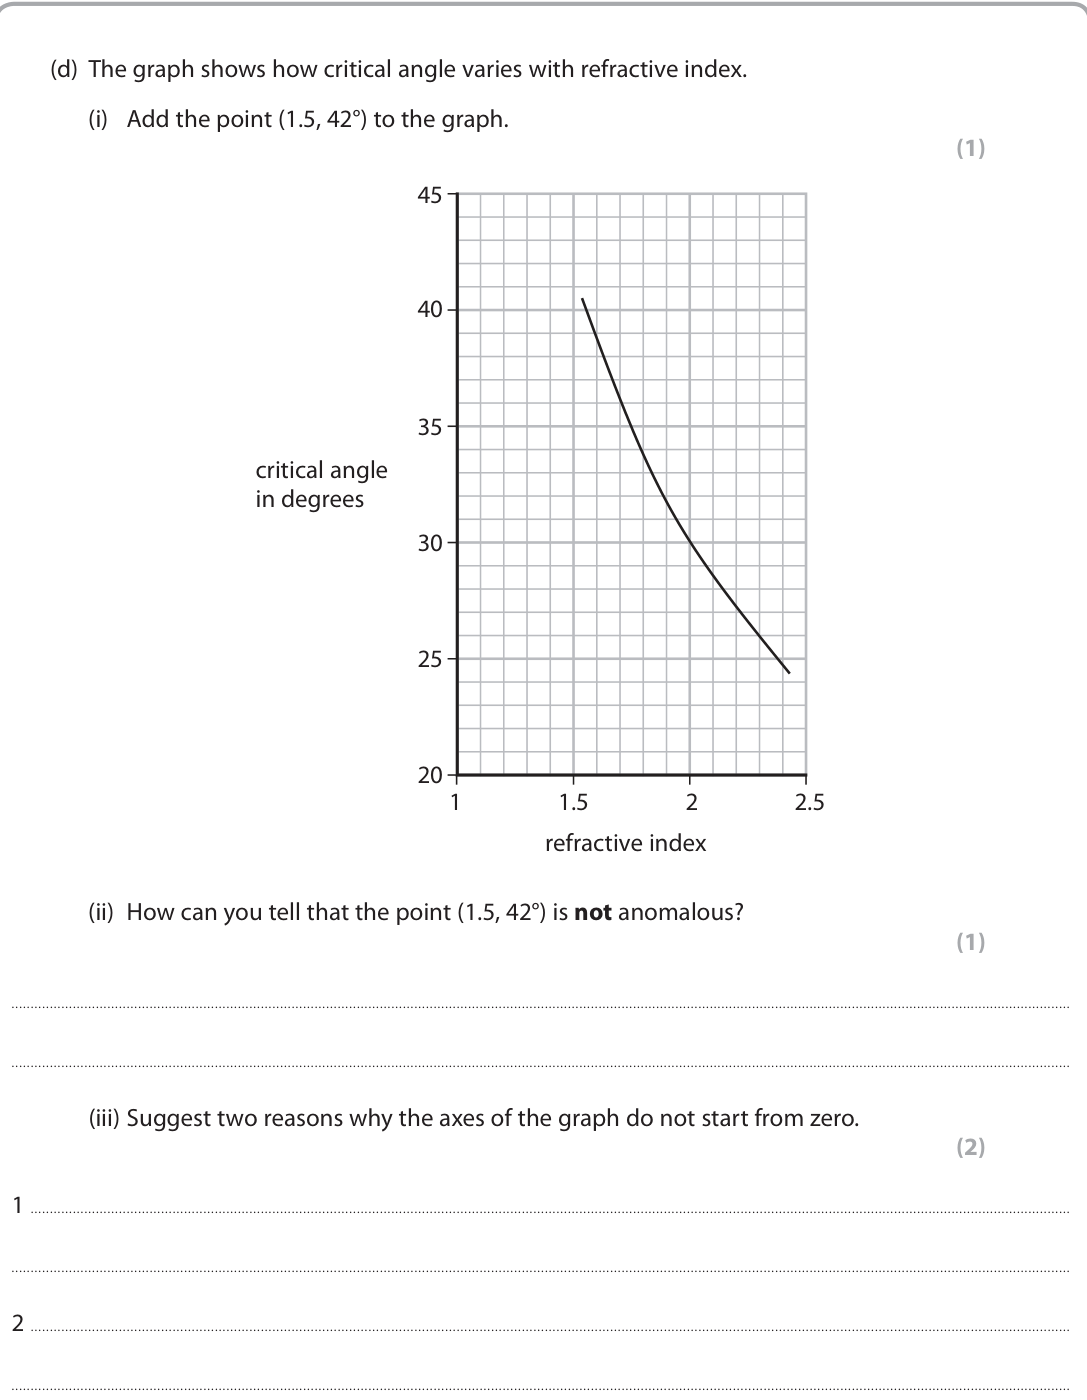 (d) The graph shows how critical angle varies with refractive index.
(i) Add the point (1.5, 42°) to the graph.
(1)
45
40
35
critical angle
in degrees
30
25
20
1 1.5 2 2.5
refractive index
(ii) How can you tell that the point (1.5, 42°) is not anomalous?
(1)
(iii) Suggest two reasons why the axes of the graph do not start from zero.
(2)
1
2